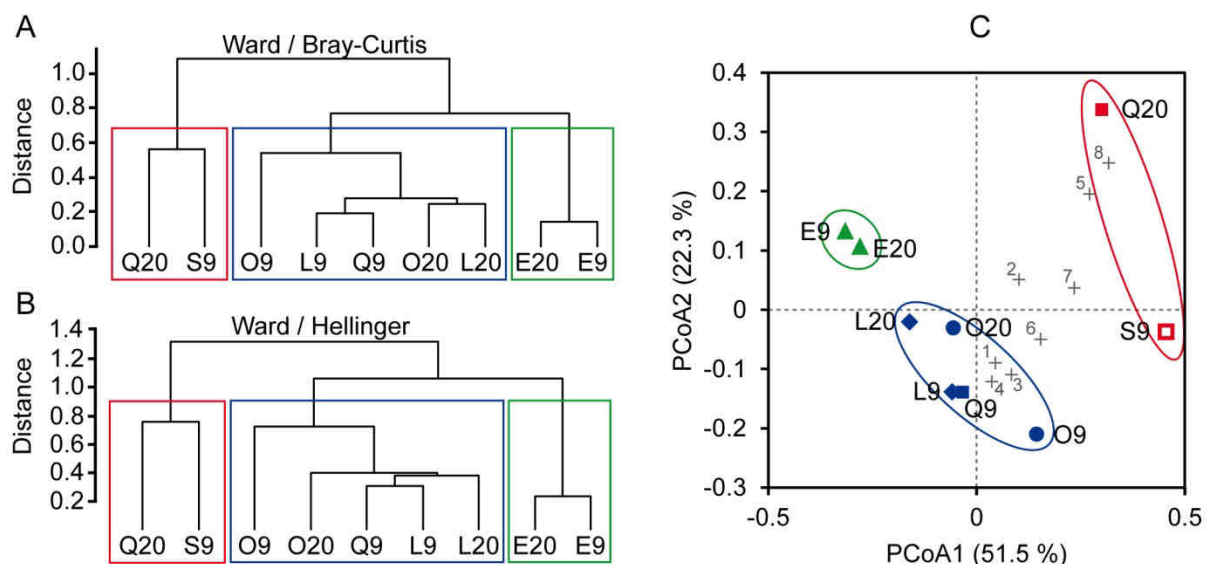 A
Ward / Bray-Curtis
Distance
1.0
0.8
0.6
0.4
0.2
0.0
Q20 S9 O9 L9 Q9 O20 L20 E20 E9
B
Ward / Hellinger
Distance
1.4
1.2
1.0
0.8
0.6
0.4
0.2
Q20 S9 O9 O20 Q9 L9 L20 E20 E9
C
PCoA2 (22.3 %)
0.4
0.3
0.2
0.1
0
-0.1
-0.2
-0.3
Q20
8
5
E9
E20
2
7
L20
O20
6
S9
1
3
4
L9
Q9
O9
-0.5 0 0.5
PCoA1 (51.5 %)